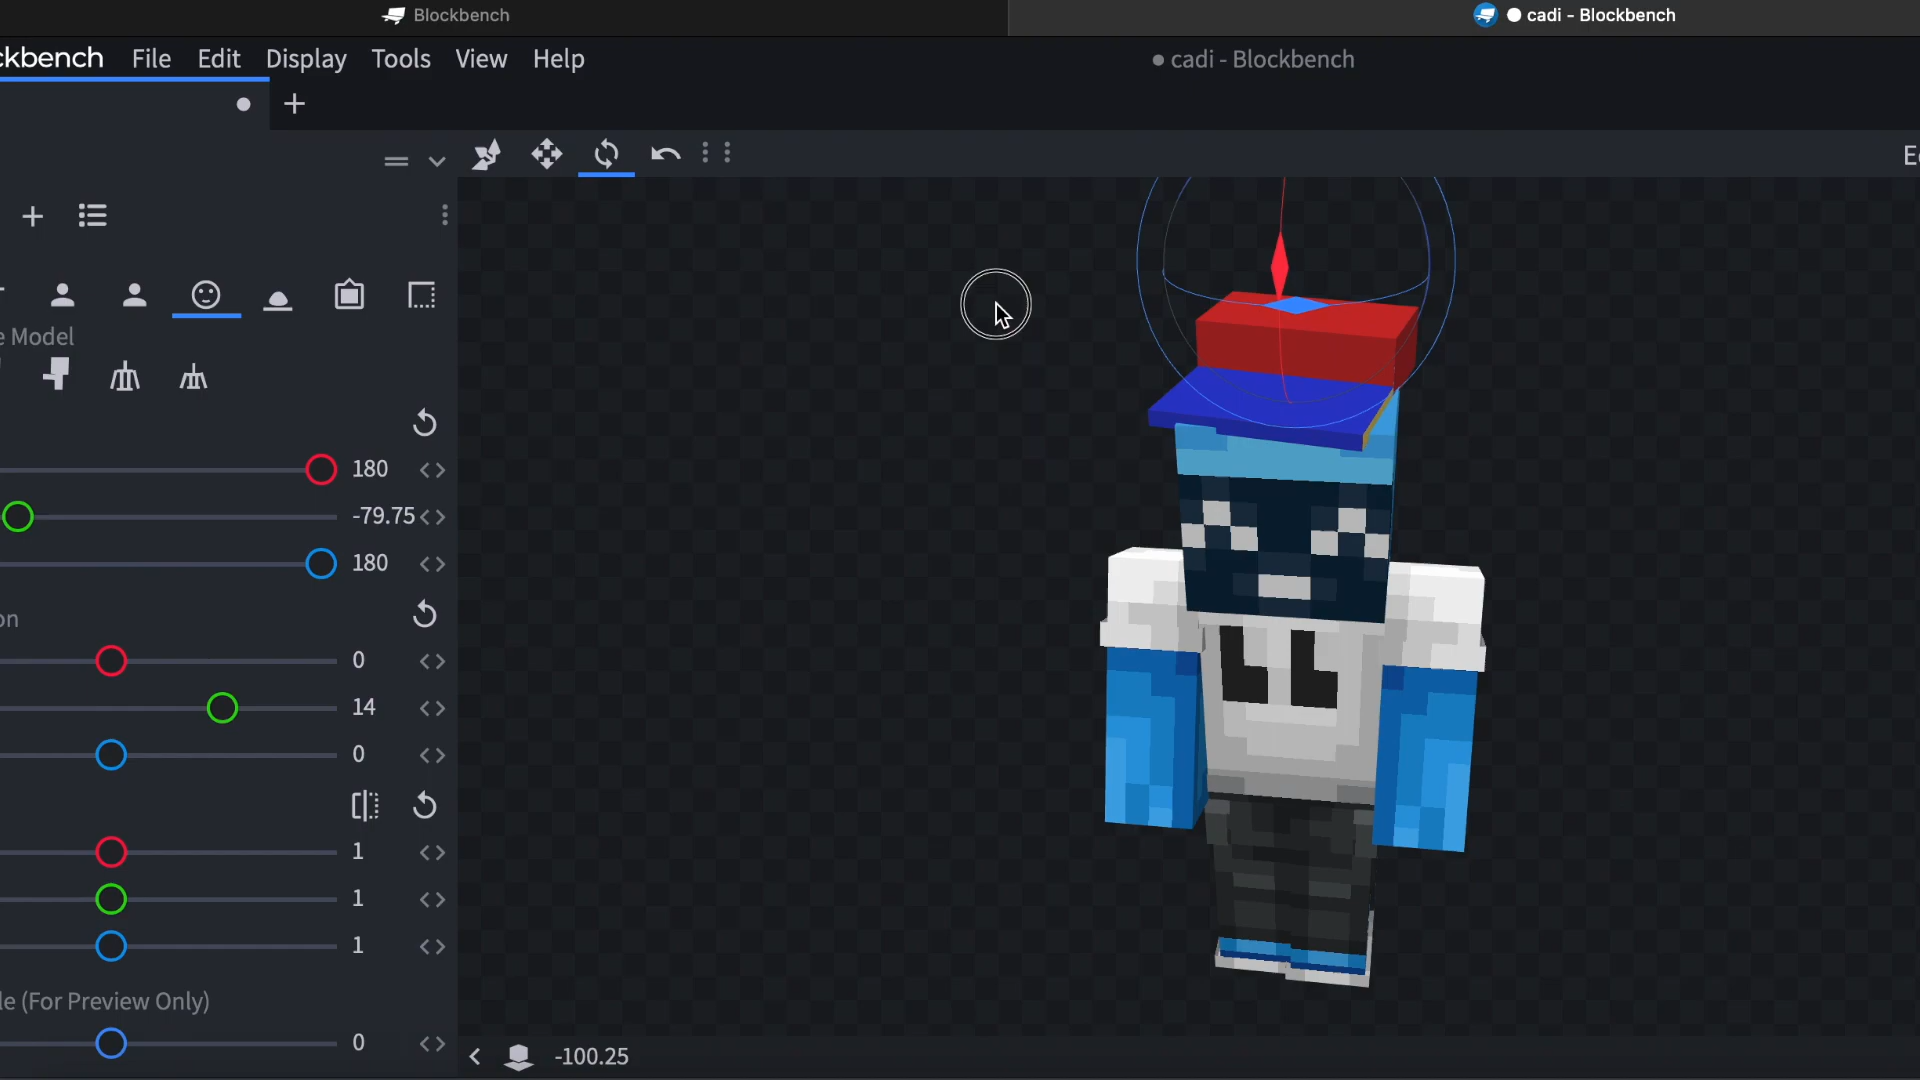 Blockbench
cadi - Blockbench
ckbench File Edit Display Tools View Help
cadi - Blockbench
e Model
180
-79.75
180
on
0
14
0
1
1
1
le (For Preview Only)
0
-100.25